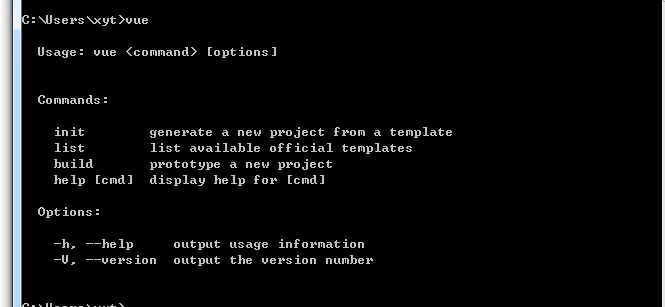 C:\Users\xyt>vue
Usage: vue <command> [options]
Commands:
init generate a new project from a template
list list available official templates
build prototype a new project
help [cmd] display help for [cmd]
Options:
-h, --help output usage information
-V, --version output the version number
C:\Users\xyt>